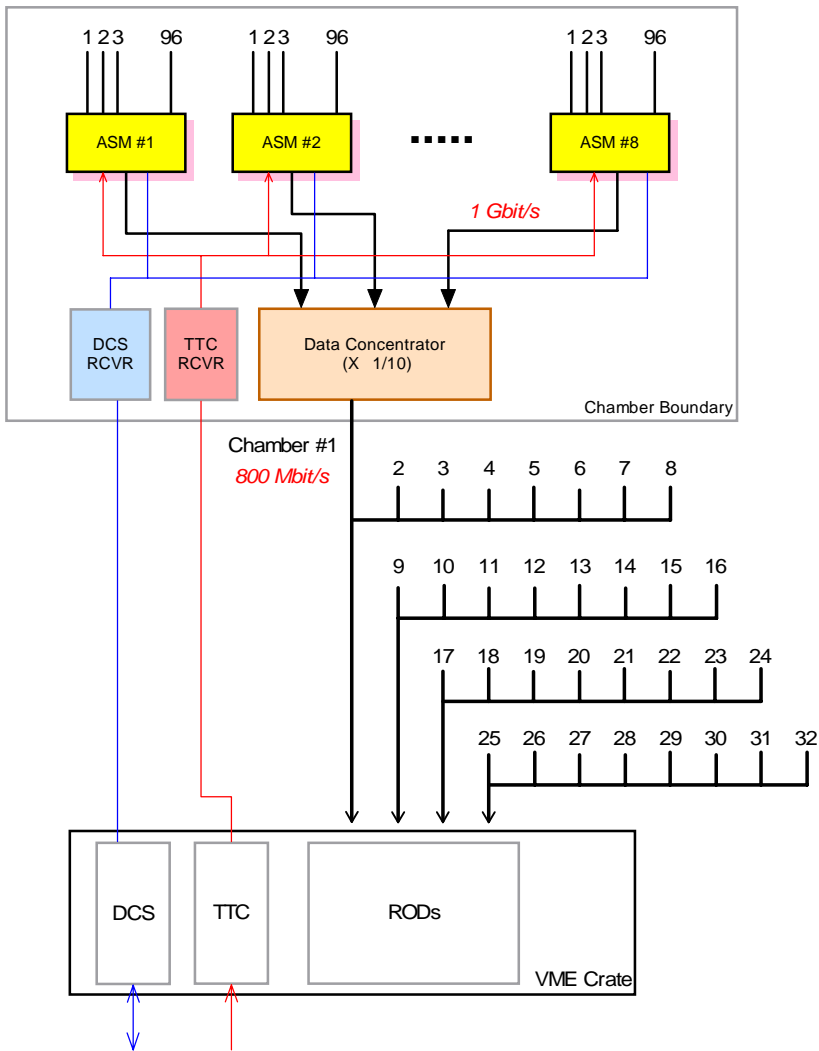 1 2 3 96 1 2 3 96 1 2 3 96
ASM #1 ASM #2 ASM #8
1 Gbit/s
DCS
RCVR
TTC
RCVR
Data Concentrator
(X 1/10)
Chamber Boundary
Chamber #1
800 Mbit/s
2 3 4 5 6 7 8
9 10 11 12 13 14 15 16
17 18 19 20 21 22 23 24
25 26 27 28 29 30 31 32
DCS TTC RODs
VME Crate